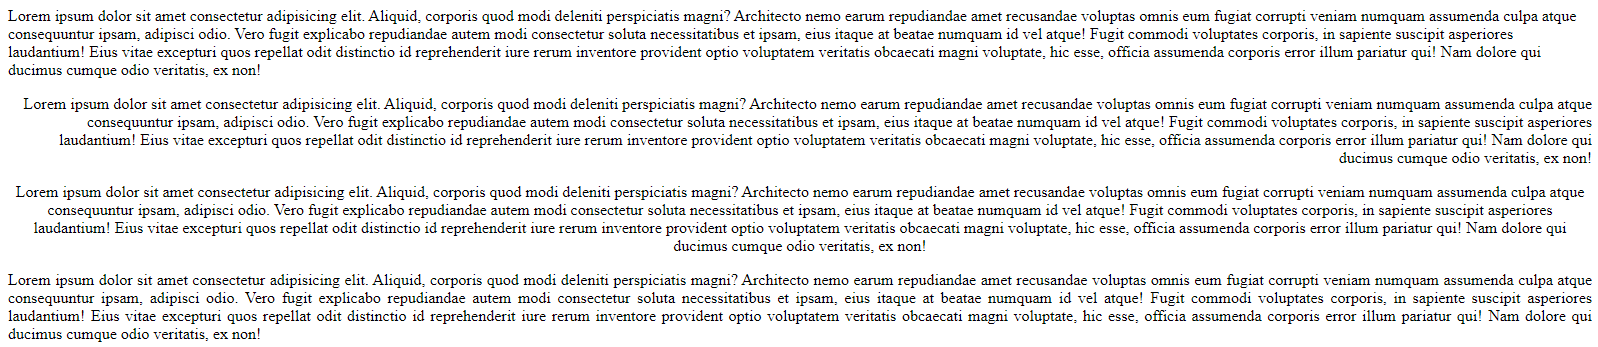 Lorem ipsum dolor sit amet consectetur adipisicing elit. Aliquid, corporis quod modi deleniti perspiciatis magni? Architecto nemo earum repudiandae amet recusandae voluptas omnis eum fugiat corrupti veniam numquam assumenda culpa atque
consequuntur ipsam, adipisci odio. Vero fugit explicabo repudiandae autem modi consectetur soluta necessitatibus et ipsam, eius itaque at beatae numquam id vel atque! Fugit commodi voluptates corporis, in sapiente suscipit asperiores
laudantium! Eius vitae excepturi quos repellat odit distinctio id reprehenderit iure rerum inventore provident optio voluptatem veritatis obcaecati magni voluptate, hic esse, officia assumenda corporis error illum pariatur qui! Nam dolore qui
ducimus cumque odio veritatis, ex non!
Lorem ipsum dolor sit amet consectetur adipisicing elit. Aliquid, corporis quod modi deleniti perspiciatis magni? Architecto nemo earum repudiandae amet recusandae voluptas omnis eum fugiat corrupti veniam numquam assumenda culpa atque
consequuntur ipsam, adipisci odio. Vero fugit explicabo repudiandae autem modi consectetur soluta necessitatibus et ipsam, eius itaque at beatae numquam id vel atque! Fugit commodi voluptates corporis, in sapiente suscipit asperiores
laudantium! Eius vitae excepturi quos repellat odit distinctio id reprehenderit iure rerum inventore provident optio voluptatem veritatis obcaecati magni voluptate, hic esse, officia assumenda corporis error illum pariatur qui! Nam dolore qui
ducimus cumque odio veritatis, ex non!
Lorem ipsum dolor sit amet consectetur adipisicing elit. Aliquid, corporis quod modi deleniti perspiciatis magni? Architecto nemo earum repudiandae amet recusandae voluptas omnis eum fugiat corrupti veniam numquam assumenda culpa atque
consequuntur ipsam, adipisci odio. Vero fugit explicabo repudiandae autem modi consectetur soluta necessitatibus et ipsam, eius itaque at beatae numquam id vel atque! Fugit commodi voluptates corporis, in sapiente suscipit asperiores
laudantium! Eius vitae excepturi quos repellat odit distinctio id reprehenderit iure rerum inventore provident optio voluptatem veritatis obcaecati magni voluptate, hic esse, officia assumenda corporis error illum pariatur qui! Nam dolore qui
ducimus cumque odio veritatis, ex non!
Lorem ipsum dolor sit amet consectetur adipisicing elit. Aliquid, corporis quod modi deleniti perspiciatis magni? Architecto nemo earum repudiandae amet recusandae voluptas omnis eum fugiat corrupti veniam numquam assumenda culpa atque
consequuntur ipsam, adipisci odio. Vero fugit explicabo repudiandae autem modi consectetur soluta necessitatibus et ipsam, eius itaque at beatae numquam id vel atque! Fugit commodi voluptates corporis, in sapiente suscipit asperiores
laudantium! Eius vitae excepturi quos repellat odit distinctio id reprehenderit iure rerum inventore provident optio voluptatem veritatis obcaecati magni voluptate, hic esse, officia assumenda corporis error illum pariatur qui! Nam dolore qui
ducimus cumque odio veritatis, ex non!